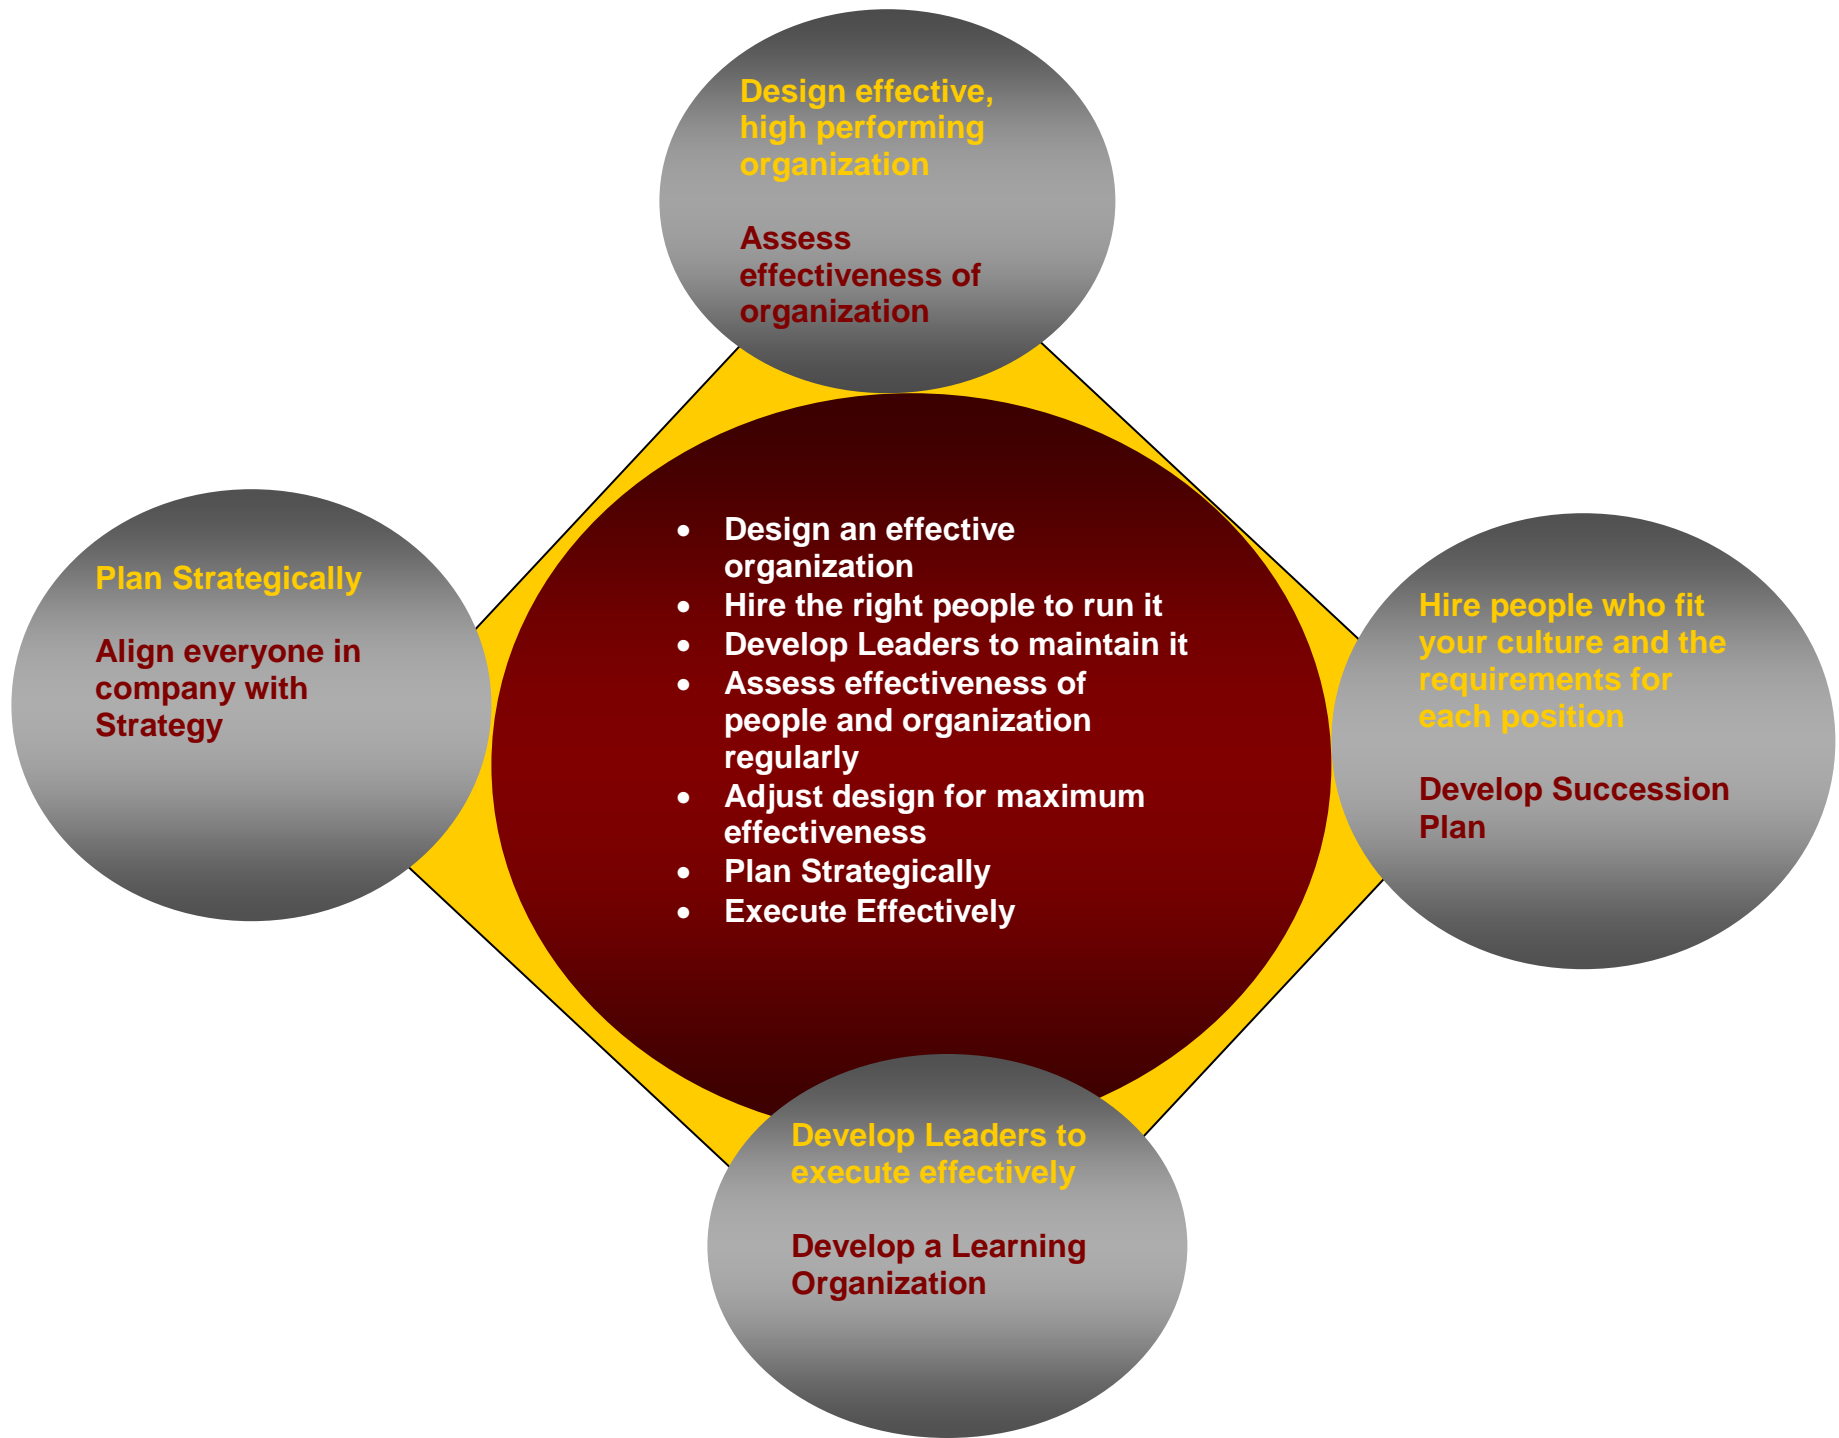 Design effective,
high performing
organization
Assess
effectiveness of
organization
Plan Strategically
Align everyone in
company with
Strategy
• Design an effective
organization
• Hire the right people to run it
• Develop Leaders to maintain it
• Assess effectiveness of
people and organization
regularly
• Adjust design for maximum
effectiveness
• Plan Strategically
• Execute Effectively
Hire people who fit
your culture and the
requirements for
each position
Develop Succession
Plan
Develop Leaders to
execute effectively
Develop a Learning
Organization